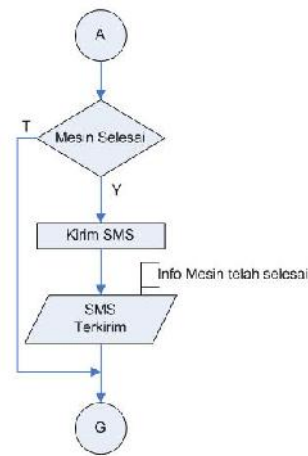 A
T
Mesin Selesai
Y
Kirim SMS
Info Mesin telah selesai
SMS
Terkirim
G